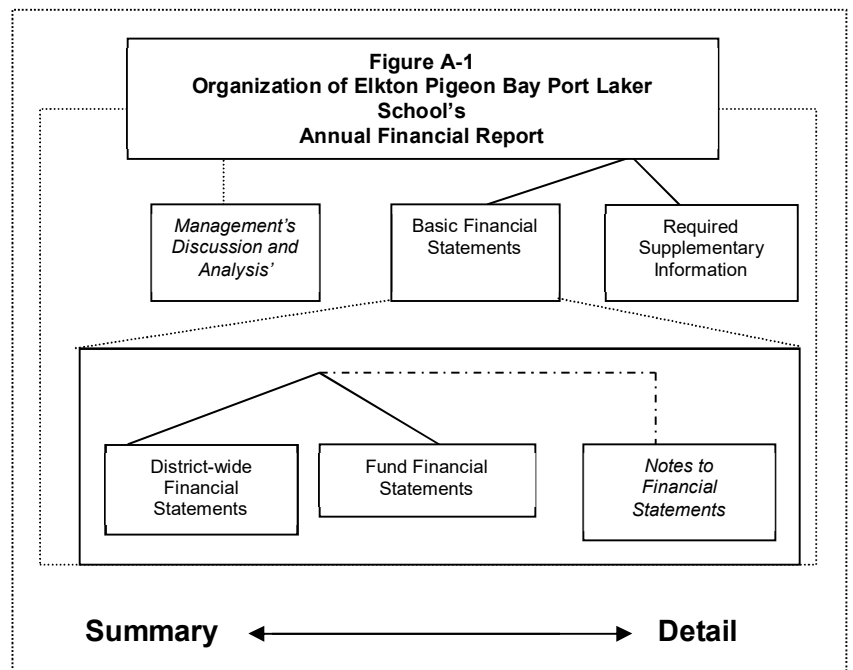 Figure A-1
Organization of Elkton Pigeon Bay Port Laker
School's
Annual Financial Report
Management's
Discussion and
Analysis'
Basic Financial
Statements
Required
Supplementary
Information
District-wide
Financial
Statements
Fund Financial
Statements
Notes to
Financial
Statements
Summary
Detail